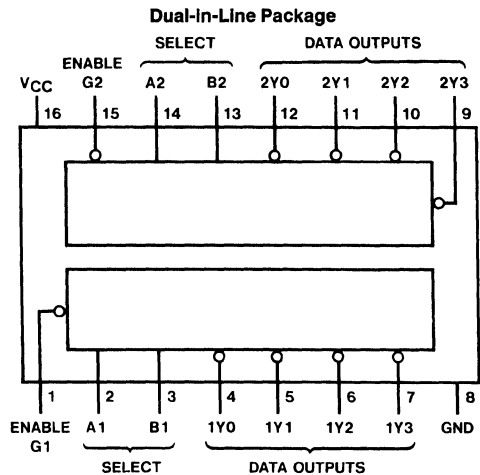 Dual-in-Line Package
SELECT
DATA OUTPUTS
ENABLE
VCC G2 A2 B2 2Y0 2Y1 2Y2 2Y3
16 15 14 13 12 11 10 9
1 2 3 4 5 6 7 8
ENABLE A1 B1 1Y0 1Y1 1Y2 1Y3 GND
G1
SELECT DATA OUTPUTS